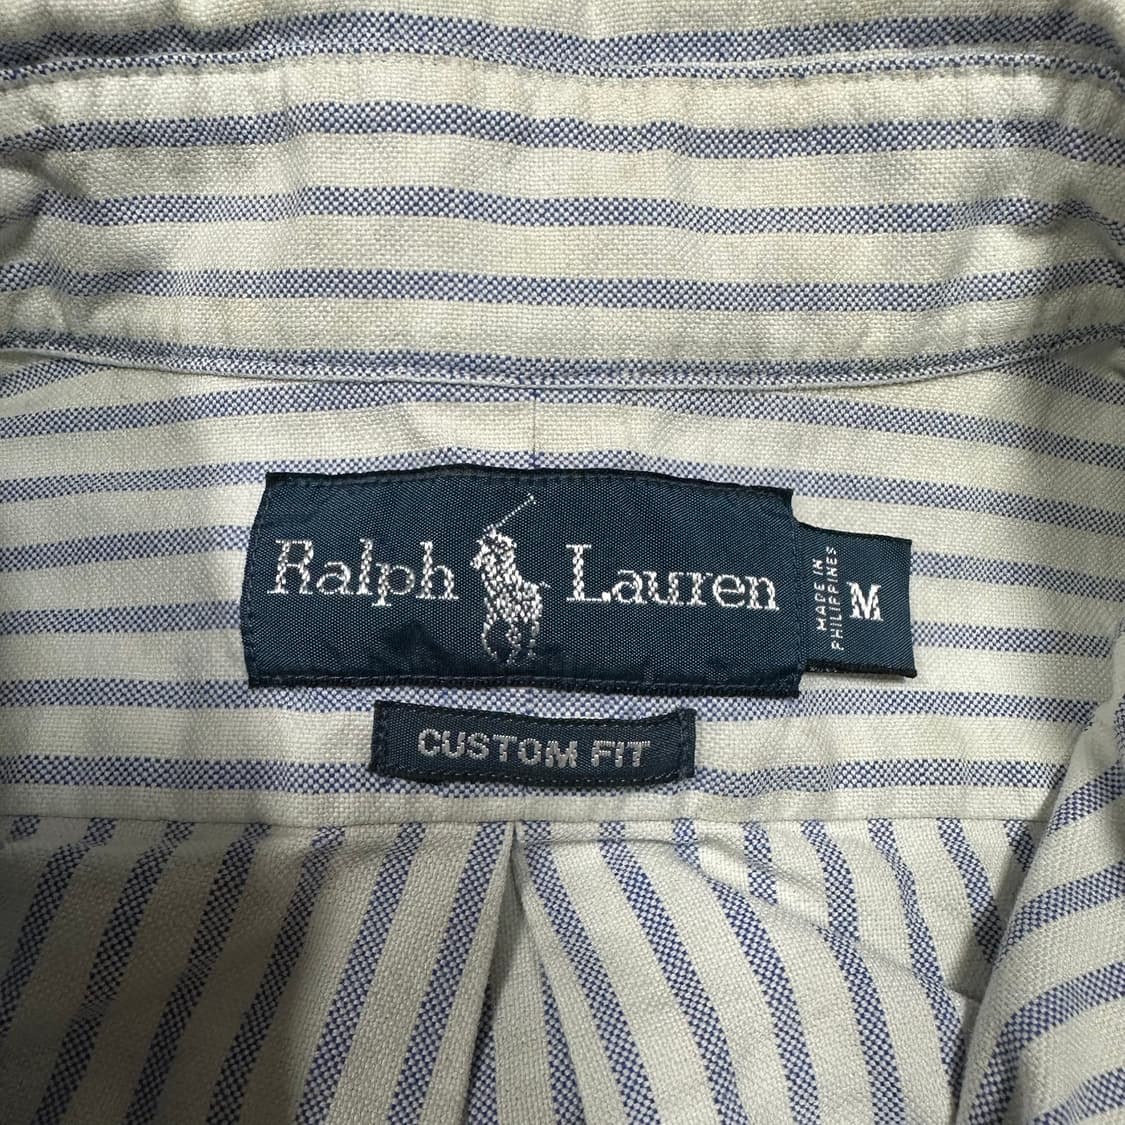 Ralph Lauren
MADE IN
PHILIPPINES
M
CUSTOM FIT